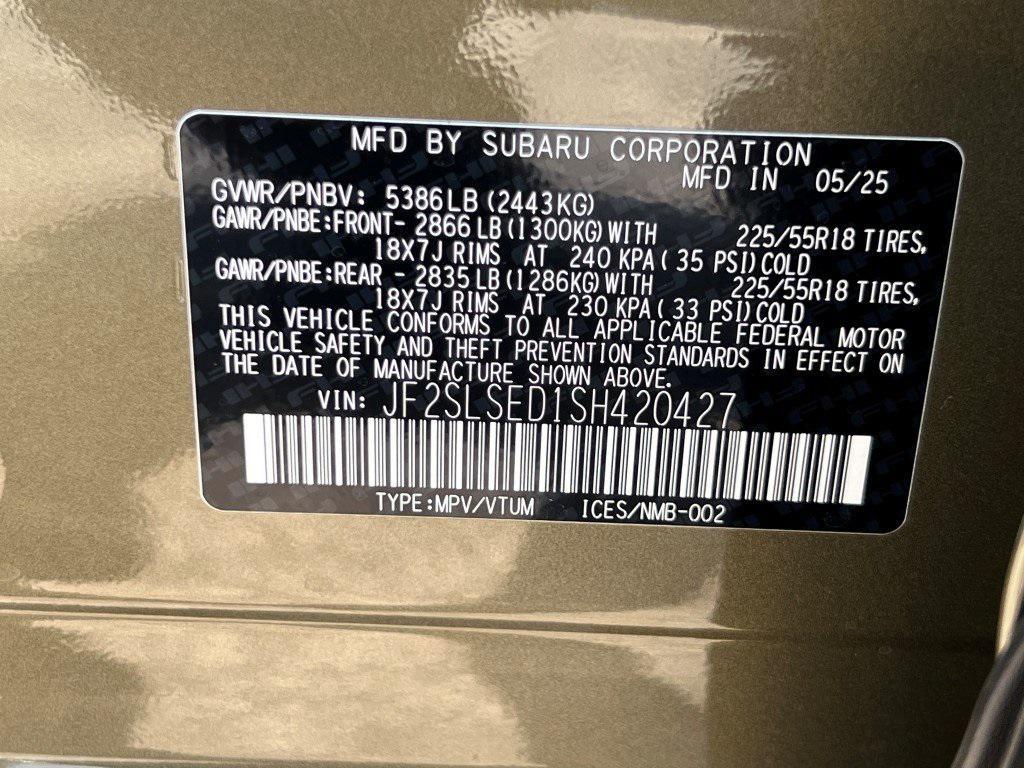 MFD BY SUBARU CORPORATION
MFD IN 05/25
GVWR/PNBV: 5386LB(2443KG)
GAWR/PNBE:FRONT- 2866LB(1300KG)WITH 225/55R18 TIRES,
18X7J RIMS AT 240 KPA( 35 PSI)COLD
GAWR/PNBE:REAR - 2835LB(1286KG)WITH 225/55R18 TIRES,
18X7J RIMS AT 230 KPA( 33 PSI)COLD
THIS VEHICLE CONFORMS TO ALL APPLICABLE FEDERAL MOTOR
VEHICLE SAFETY AND THEFT PREVENTION STANDARDS IN EFFECT ON
THE DATE OF MANUFACTURE SHOWN ABOVE.
VIN: JF2SLSED1SH420427
TYPE:MPV/VTUM ICES/NMB-002